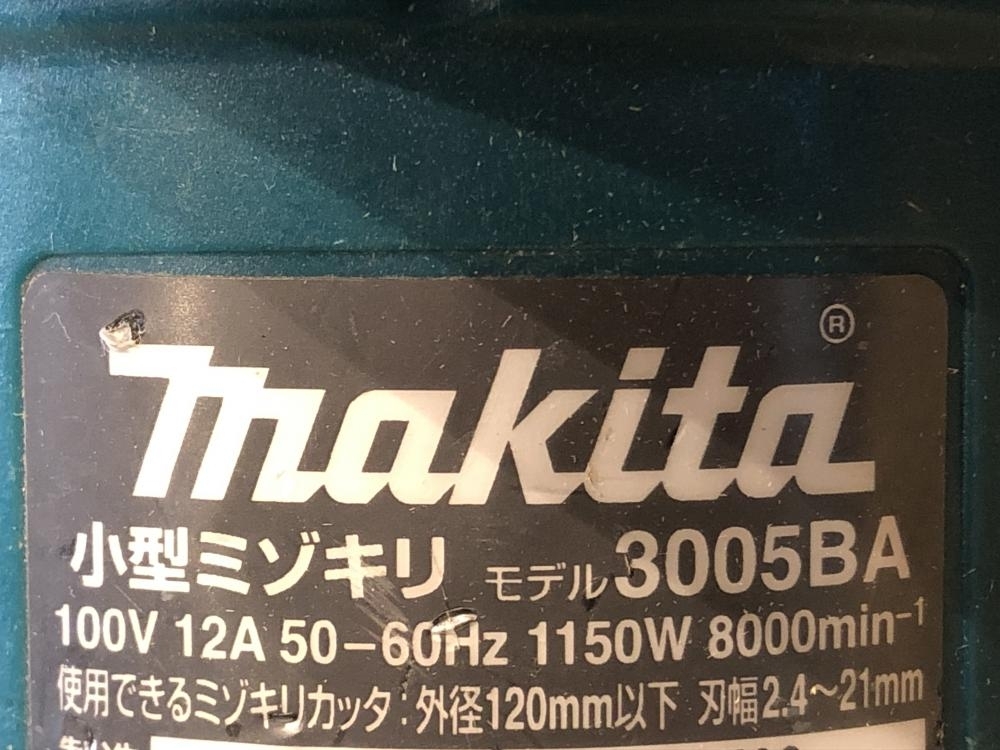 makita®
小型ミゾキリ モデル3005BA
100V 12A 50-60Hz 1150W 8000min⁻¹
使用できるミゾキリカッタ:外径120mm以下 刃幅2.4~21mm